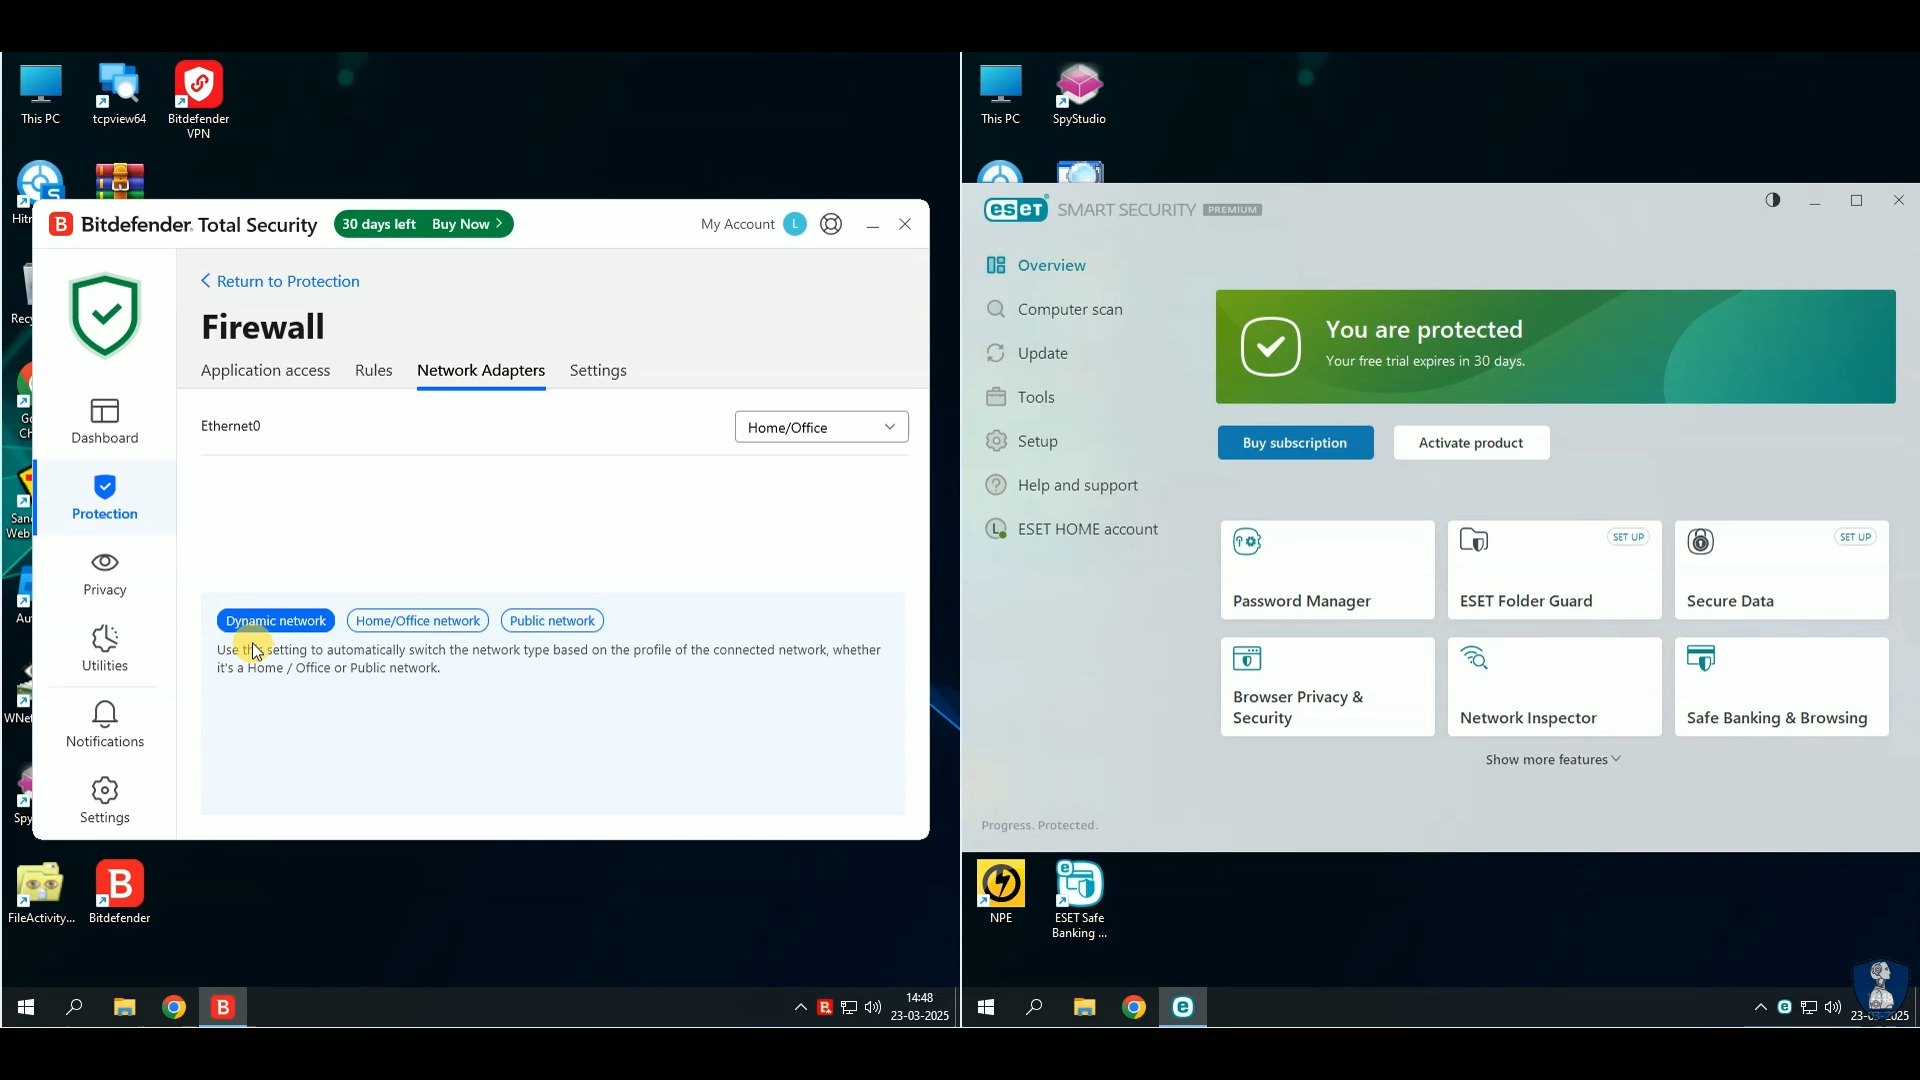 This PC
tcpview64
Bitdefender
VPN
Bitdefender Total Security
30 days left Buy Now
My Account
L
Return to Protection
Firewall
Application access
Rules
Network Adapters
Settings
Ethernet0
Home/Office
Dashboard
Protection
Privacy
Utilities
Notifications
Settings
Dynamic network
Home/Office network
Public network
Use this setting to automatically switch the network type based on the profile of the connected network, whether
it's a Home / Office or Public network.
FileActivity...
Bitdefender
14:48
23-03-2025
This PC
SpyStudio
eset SMART SECURITY PREMIUM
Overview
Computer scan
Update
Tools
Setup
Help and support
L
ESET HOME account
You are protected
Your free trial expires in 30 days.
Buy subscription
Activate product
Password Manager
SET UP
ESET Folder Guard
SET UP
Secure Data
Browser Privacy &
Security
Network Inspector
Safe Banking & Browsing
Show more features
Progress. Protected.
NPE
ESET Safe
Banking ...
23-03-2025